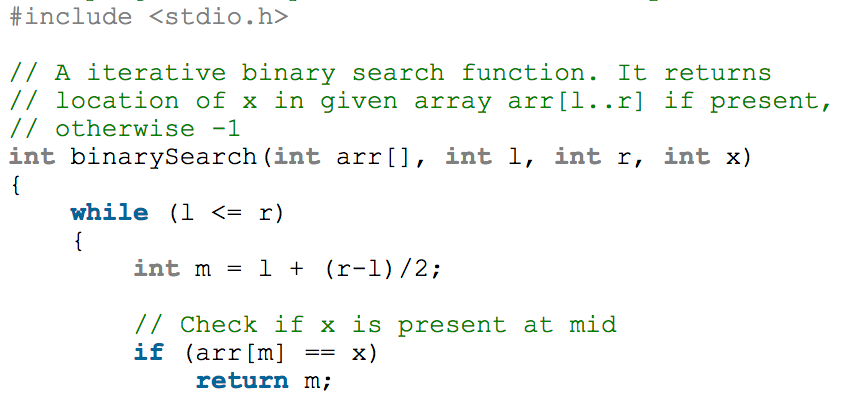 #include <stdio.h>
// A iterative binary search function. It returns
// location of x in given array arr[l..r] if present,
// otherwise -1
int binarySearch(int arr[], int l, int r, int x)
{
while (l <= r)
{
int m = l + (r-l)/2;
// Check if x is present at mid
if (arr[m] == x)
return m;